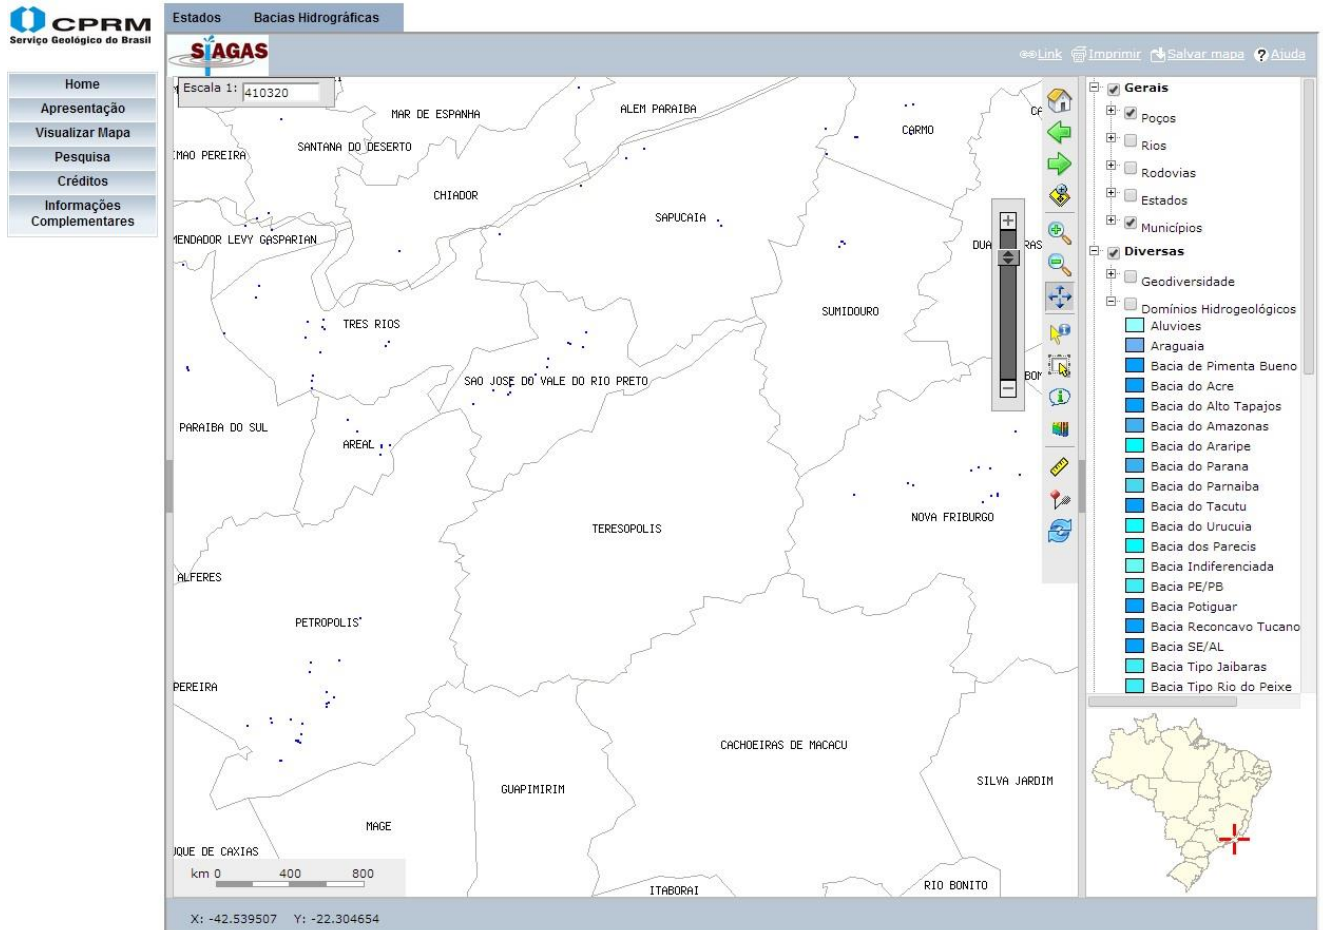 CPRM
Serviço Geológico do Brasil
Estados Bacias Hidrográficas
SIAGAS
Link Imprimir Salvar mapa ? Ajuda
Home
Apresentação
Visualizar Mapa
Pesquisa
Créditos
Informações
Complementares
Escala 1: 410320
MAR DE ESPANHA
ALEM PARAIBA
CARMO
CA
SANTANA DO DESERTO
IMAO PEREIRA
CHIADOR
SAPUCAIA
MENDADOR LEVY GASPARIAN
DUA RAS
TRES RIOS
SUMIDOURO
SAO JOSE DO VALE DO RIO PRETO
BOM
PARAIBA DO SUL
AREAL
TERESOPOLIS
NOVA FRIBURGO
ALFERES
PETROPOLIS
PEREIRA
CACHOEIRAS DE MACACU
GUAPIMIRIM
SILVA JARDIM
MAGE
UQUE DE CAXIAS
km 0 400 800
ITABORAI
RIO BONITO
X: -42.539507 Y: -22.304654
Gerais
Poços
Rios
Rodovias
Estados
Municípios
Diversas
Geodiversidade
Domínios Hidrogeológicos
Aluvioes
Araguaia
Bacia de Pimenta Bueno
Bacia do Acre
Bacia do Alto Tapajos
Bacia do Amazonas
Bacia do Araripe
Bacia do Parana
Bacia do Parnaiba
Bacia do Tacutu
Bacia do Urucuia
Bacia dos Parecis
Bacia Indiferenciada
Bacia PE/PB
Bacia Potiguar
Bacia Reconcavo Tucano
Bacia SE/AL
Bacia Tipo Jaibaras
Bacia Tipo Rio do Peixe